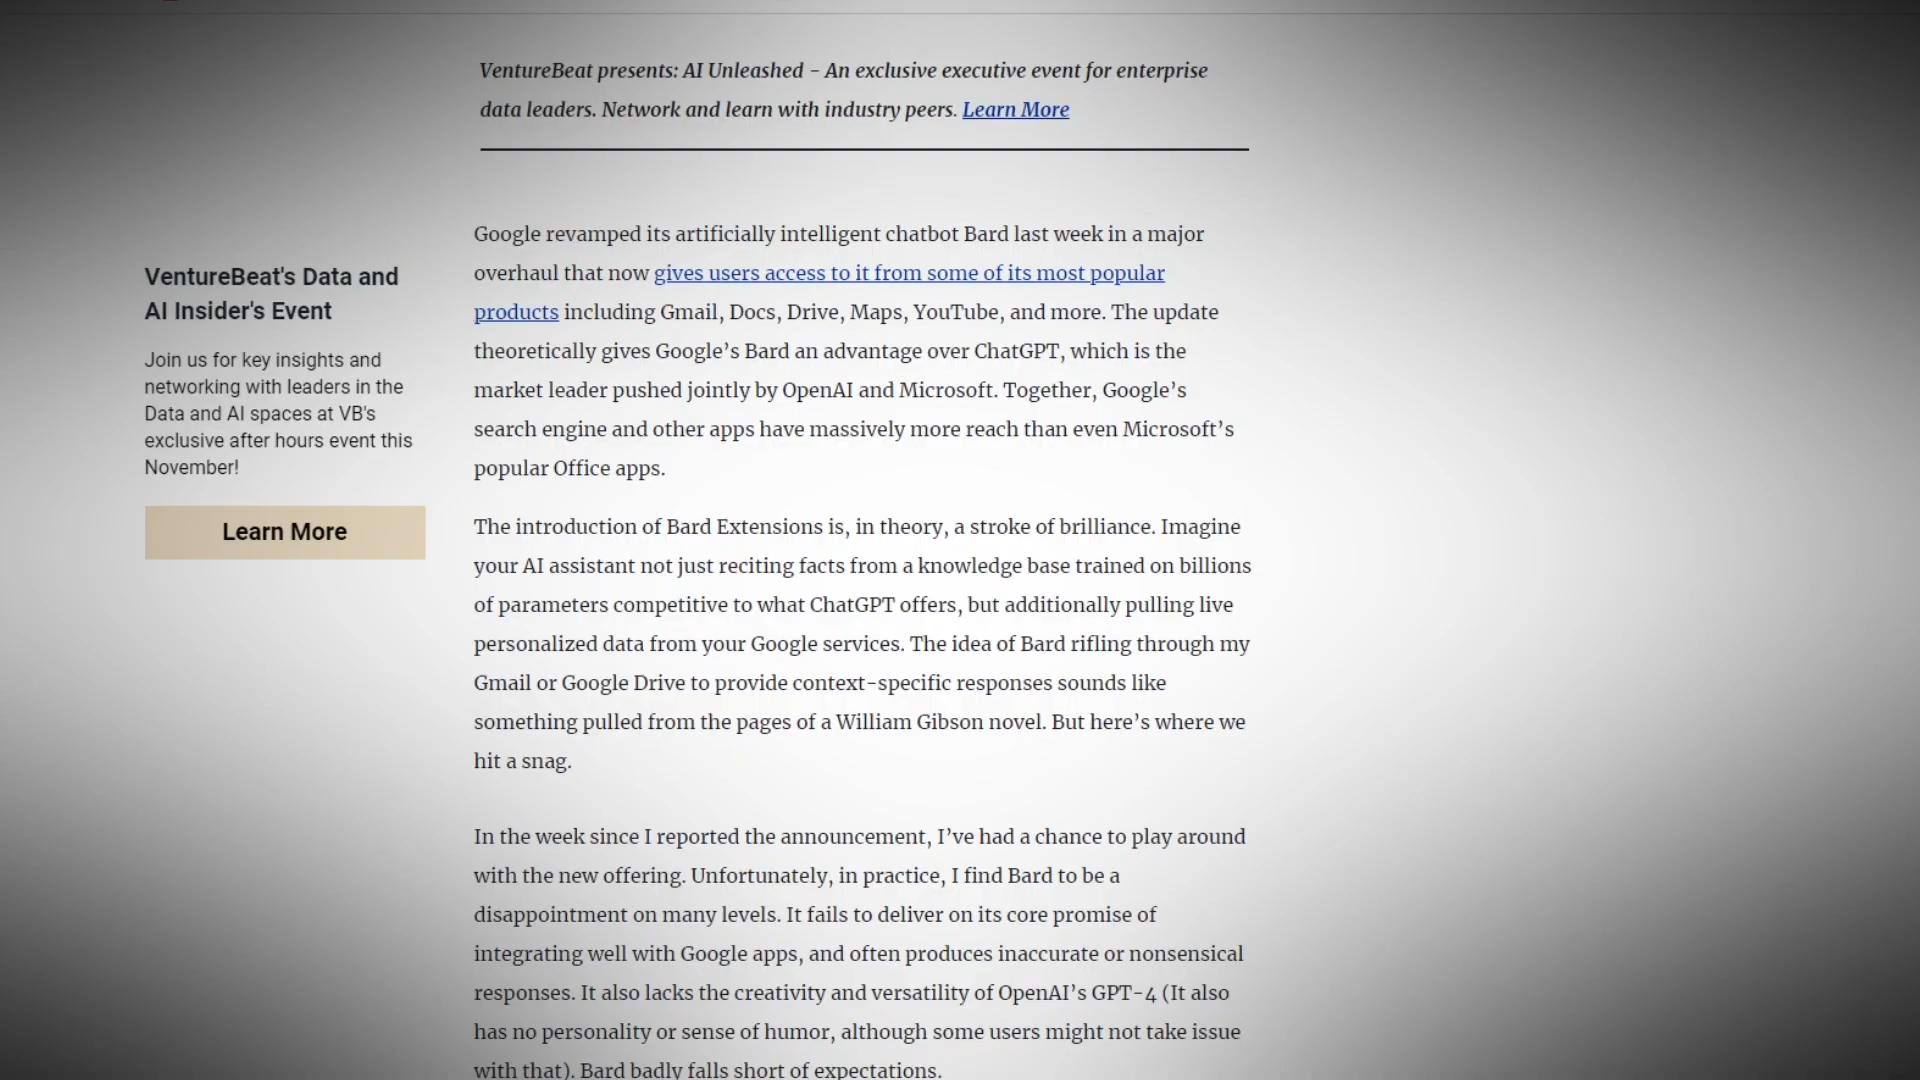 VentureBeat presents: AI Unleashed - An exclusive executive event for enterprise
data leaders. Network and learn with industry peers. Learn More
VentureBeat's Data and
AI Insider's Event
Join us for key insights and
networking with leaders in the
Data and AI spaces at VB's
exclusive after hours event this
November!
Learn More
Google revamped its artificially intelligent chatbot Bard last week in a major
overhaul that now gives users access to it from some of its most popular
products including Gmail, Docs, Drive, Maps, YouTube, and more. The update
theoretically gives Google’s Bard an advantage over ChatGPT, which is the
market leader pushed jointly by OpenAI and Microsoft. Together, Google’s
search engine and other apps have massively more reach than even Microsoft’s
popular Office apps.
The introduction of Bard Extensions is, in theory, a stroke of brilliance. Imagine
your AI assistant not just reciting facts from a knowledge base trained on billions
of parameters competitive to what ChatGPT offers, but additionally pulling live
personalized data from your Google services. The idea of Bard rifling through my
Gmail or Google Drive to provide context-specific responses sounds like
something pulled from the pages of a William Gibson novel. But here’s where we
hit a snag.
In the week since I reported the announcement, I’ve had a chance to play around
with the new offering. Unfortunately, in practice, I find Bard to be a
disappointment on many levels. It fails to deliver on its core promise of
integrating well with Google apps, and often produces inaccurate or nonsensical
responses. It also lacks the creativity and versatility of OpenAI’s GPT-4 (It also
has no personality or sense of humor, although some users might not take issue
with that). Bard badly falls short of expectations.